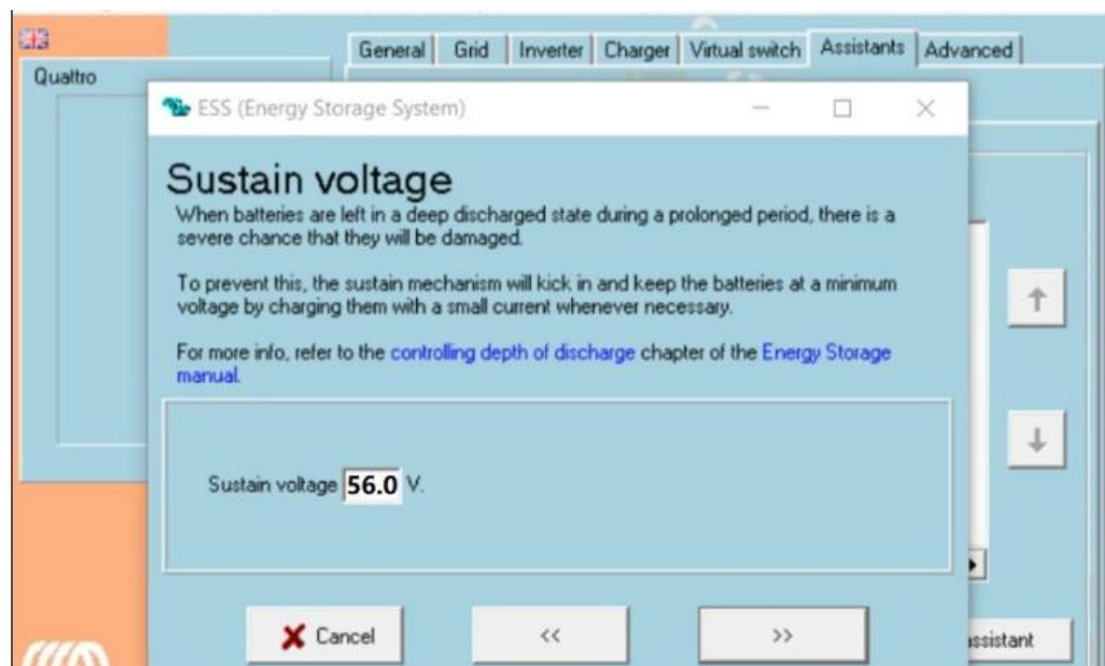 General Grid Inverter Charger Virtual switch Assistants Advanced
Quattro
ESS (Energy Storage System)
Sustain voltage
When batteries are left in a deep discharged state during a prolonged period, there is a
severe chance that they will be damaged.
To prevent this, the sustain mechanism will kick in and keep the batteries at a minimum
voltage by charging them with a small current whenever necessary.
For more info, refer to the controlling depth of discharge chapter of the Energy Storage
manual.
Sustain voltage 56.0 V.
Cancel << >>
assistant